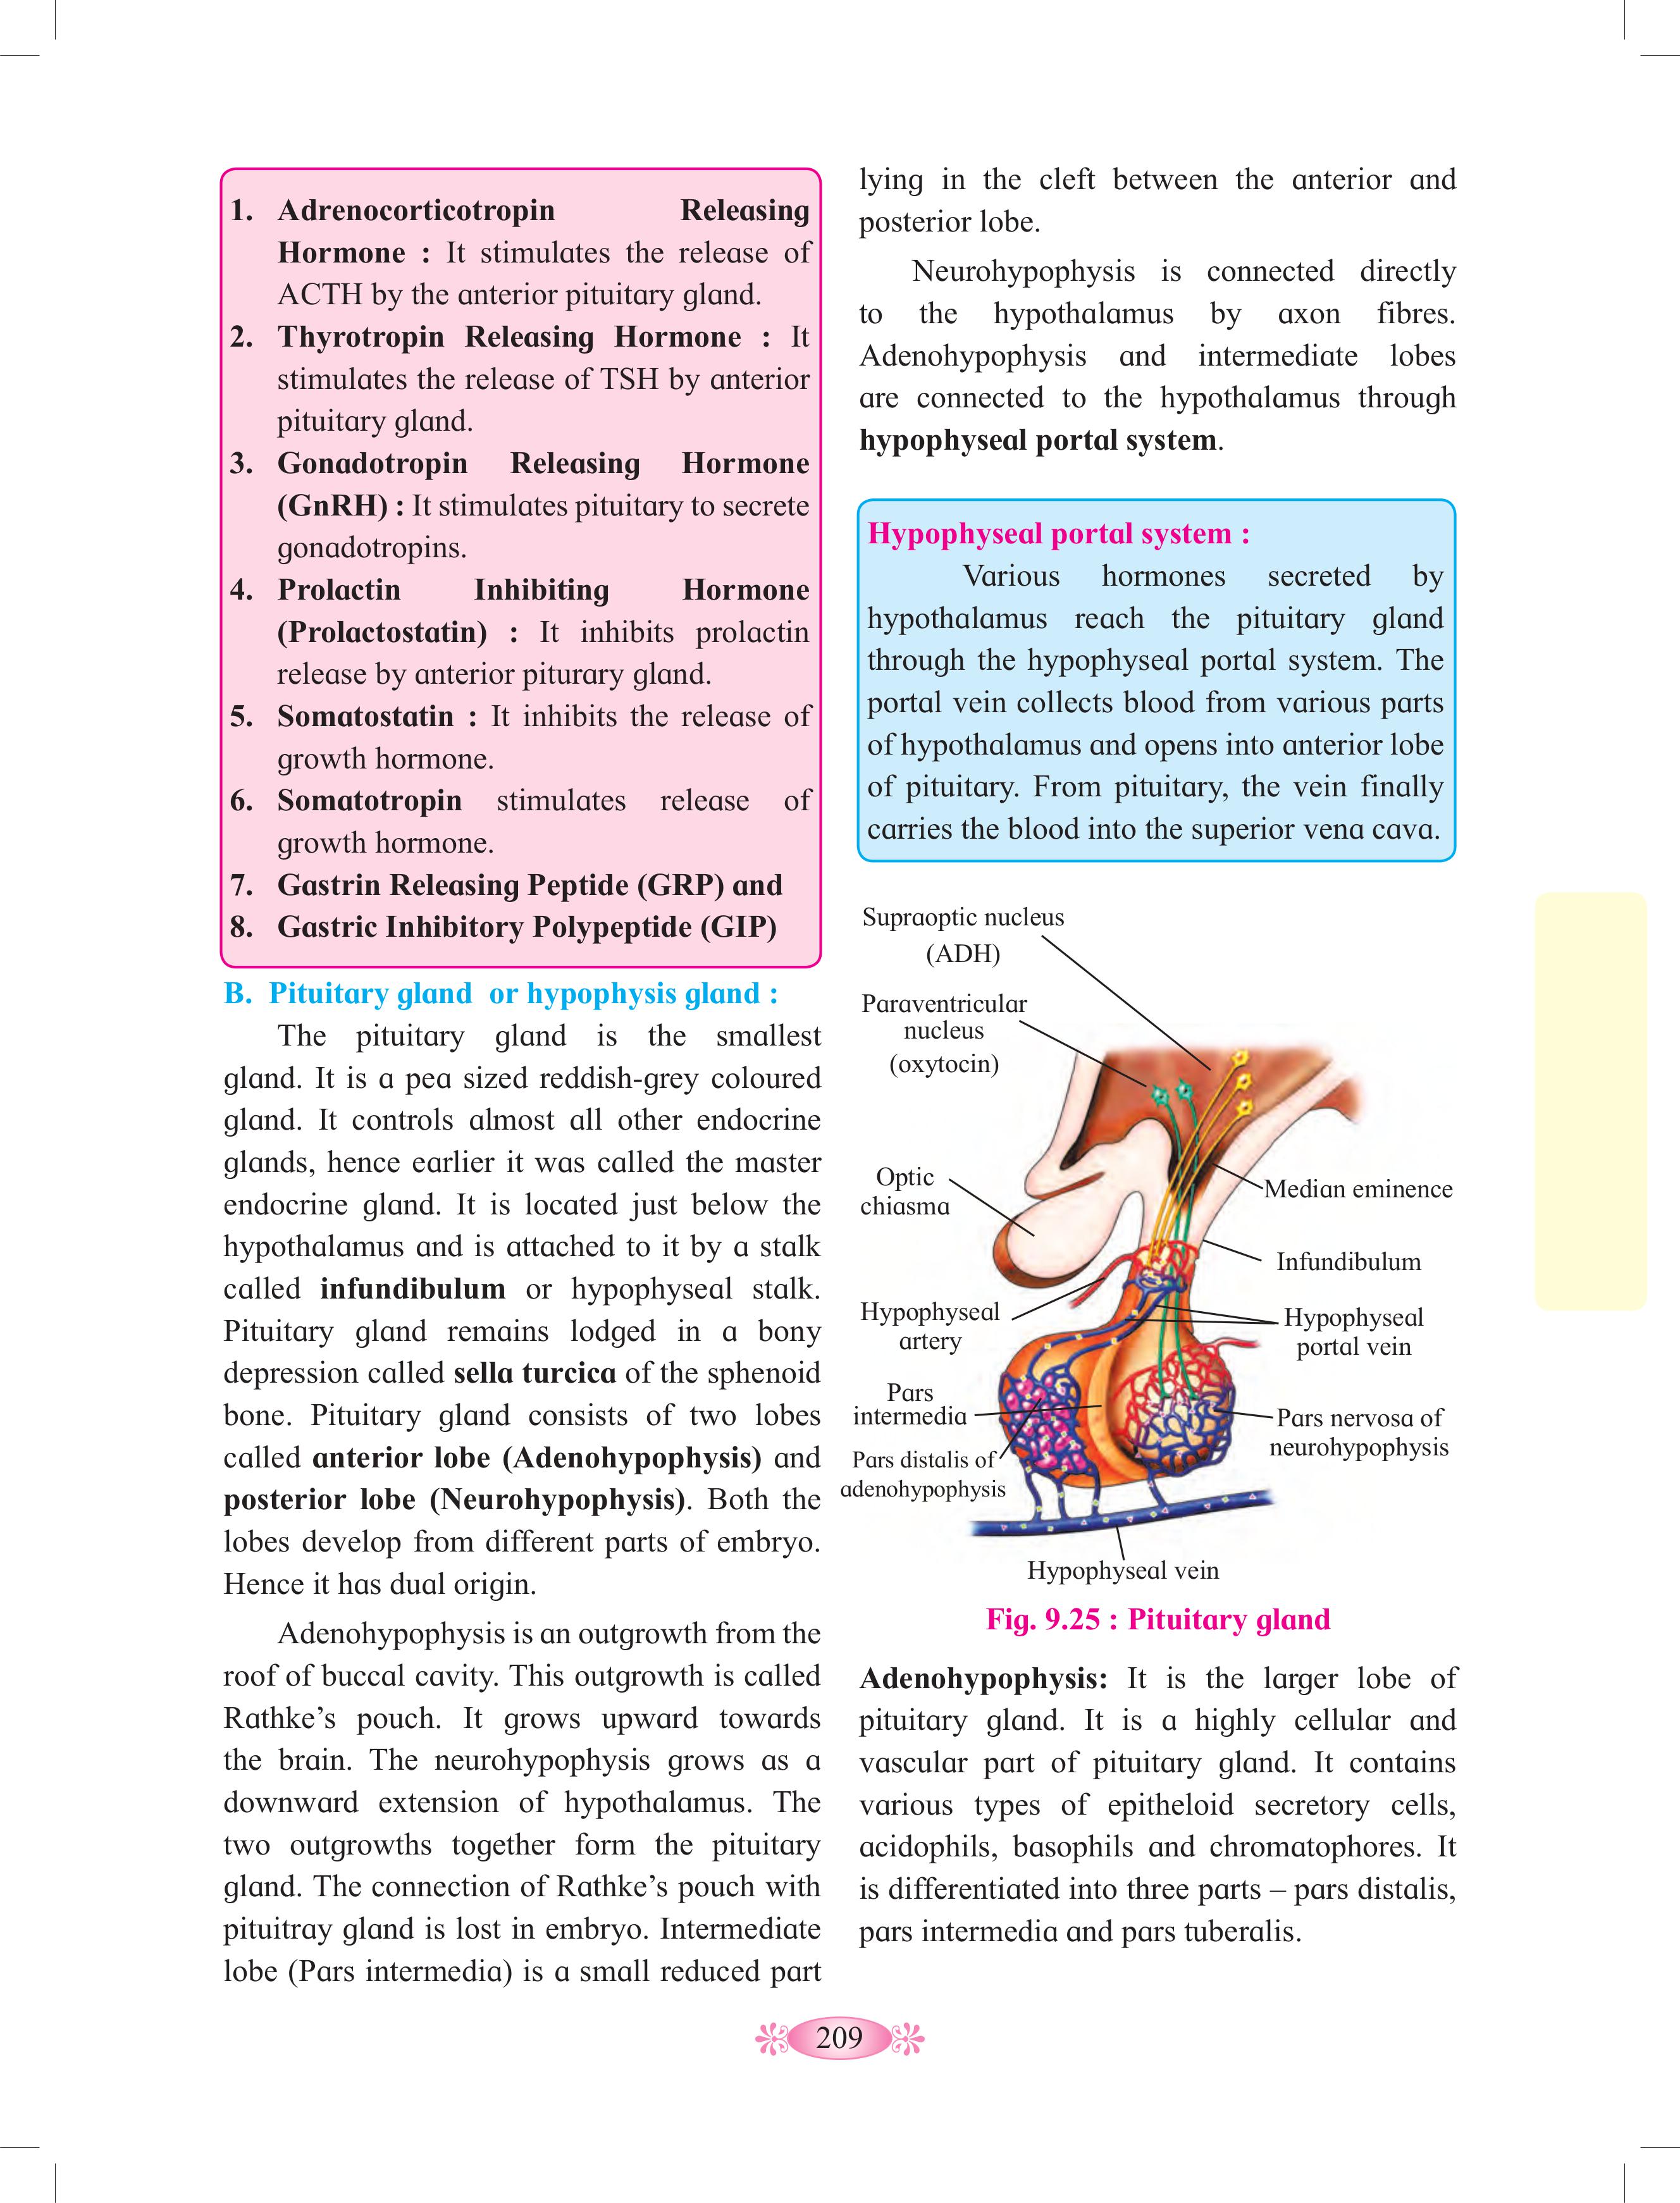 1. Adrenocorticotropin Releasing
Hormone : It stimulates the release of
ACTH by the anterior pituitary gland.
2. Thyrotropin Releasing Hormone : It
stimulates the release of TSH by anterior
pituitary gland.
3. Gonadotropin Releasing Hormone
(GnRH) : It stimulates pituitary to secrete
gonadotropins.
4. Prolactin Inhibiting Hormone
(Prolactostatin) : It inhibits prolactin
release by anterior piturary gland.
5. Somatostatin : It inhibits the release of
growth hormone.
6. Somatotropin stimulates release of
growth hormone.
7. Gastrin Releasing Peptide (GRP) and
8. Gastric Inhibitory Polypeptide (GIP)
B. Pituitary gland or hypophysis gland :
The pituitary gland is the smallest
gland. It is a pea sized reddish-grey coloured
gland. It controls almost all other endocrine
glands, hence earlier it was called the master
endocrine gland. It is located just below the
hypothalamus and is attached to it by a stalk
called infundibulum or hypophyseal stalk.
Pituitary gland remains lodged in a bony
depression called sella turcica of the sphenoid
bone. Pituitary gland consists of two lobes
called anterior lobe (Adenohypophysis) and
posterior lobe (Neurohypophysis). Both the
lobes develop from different parts of embryo.
Hence it has dual origin.
Adenohypophysis is an outgrowth from the
roof of buccal cavity. This outgrowth is called
Rathke's pouch. It grows upward towards
the brain. The neurohypophysis grows as a
downward extension of hypothalamus. The
two outgrowths together form the pituitary
gland. The connection of Rathke's pouch with
pituitray gland is lost in embryo. Intermediate
lobe (Pars intermedia) is a small reduced part
lying in the cleft between the anterior and
posterior lobe.
Neurohypophysis is connected directly
to the hypothalamus by axon fibres.
Adenohypophysis and intermediate lobes
are connected to the hypothalamus through
hypophyseal portal system.
Hypophyseal portal system :
Various hormones secreted by
hypothalamus reach the pituitary gland
through the hypophyseal portal system. The
portal vein collects blood from various parts
of hypothalamus and opens into anterior lobe
of pituitary. From pituitary, the vein finally
carries the blood into the superior vena cava.
Supraoptic nucleus
(ADH)
Paraventricular
nucleus
(oxytocin)
Optic
chiasma
Median eminence
Infundibulum
Hypophyseal
artery
Hypophyseal
portal vein
Pars
intermedia
Pars nervosa of
neurohypophysis
Pars distalis of
adenohypophysis
Hypophyseal vein
Fig. 9.25 : Pituitary gland
Adenohypophysis: It is the larger lobe of
pituitary gland. It is a highly cellular and
vascular part of pituitary gland. It contains
various types of epitheloid secretory cells,
acidophils, basophils and chromatophores. It
is differentiated into three parts – pars distalis,
pars intermedia and pars tuberalis.
209